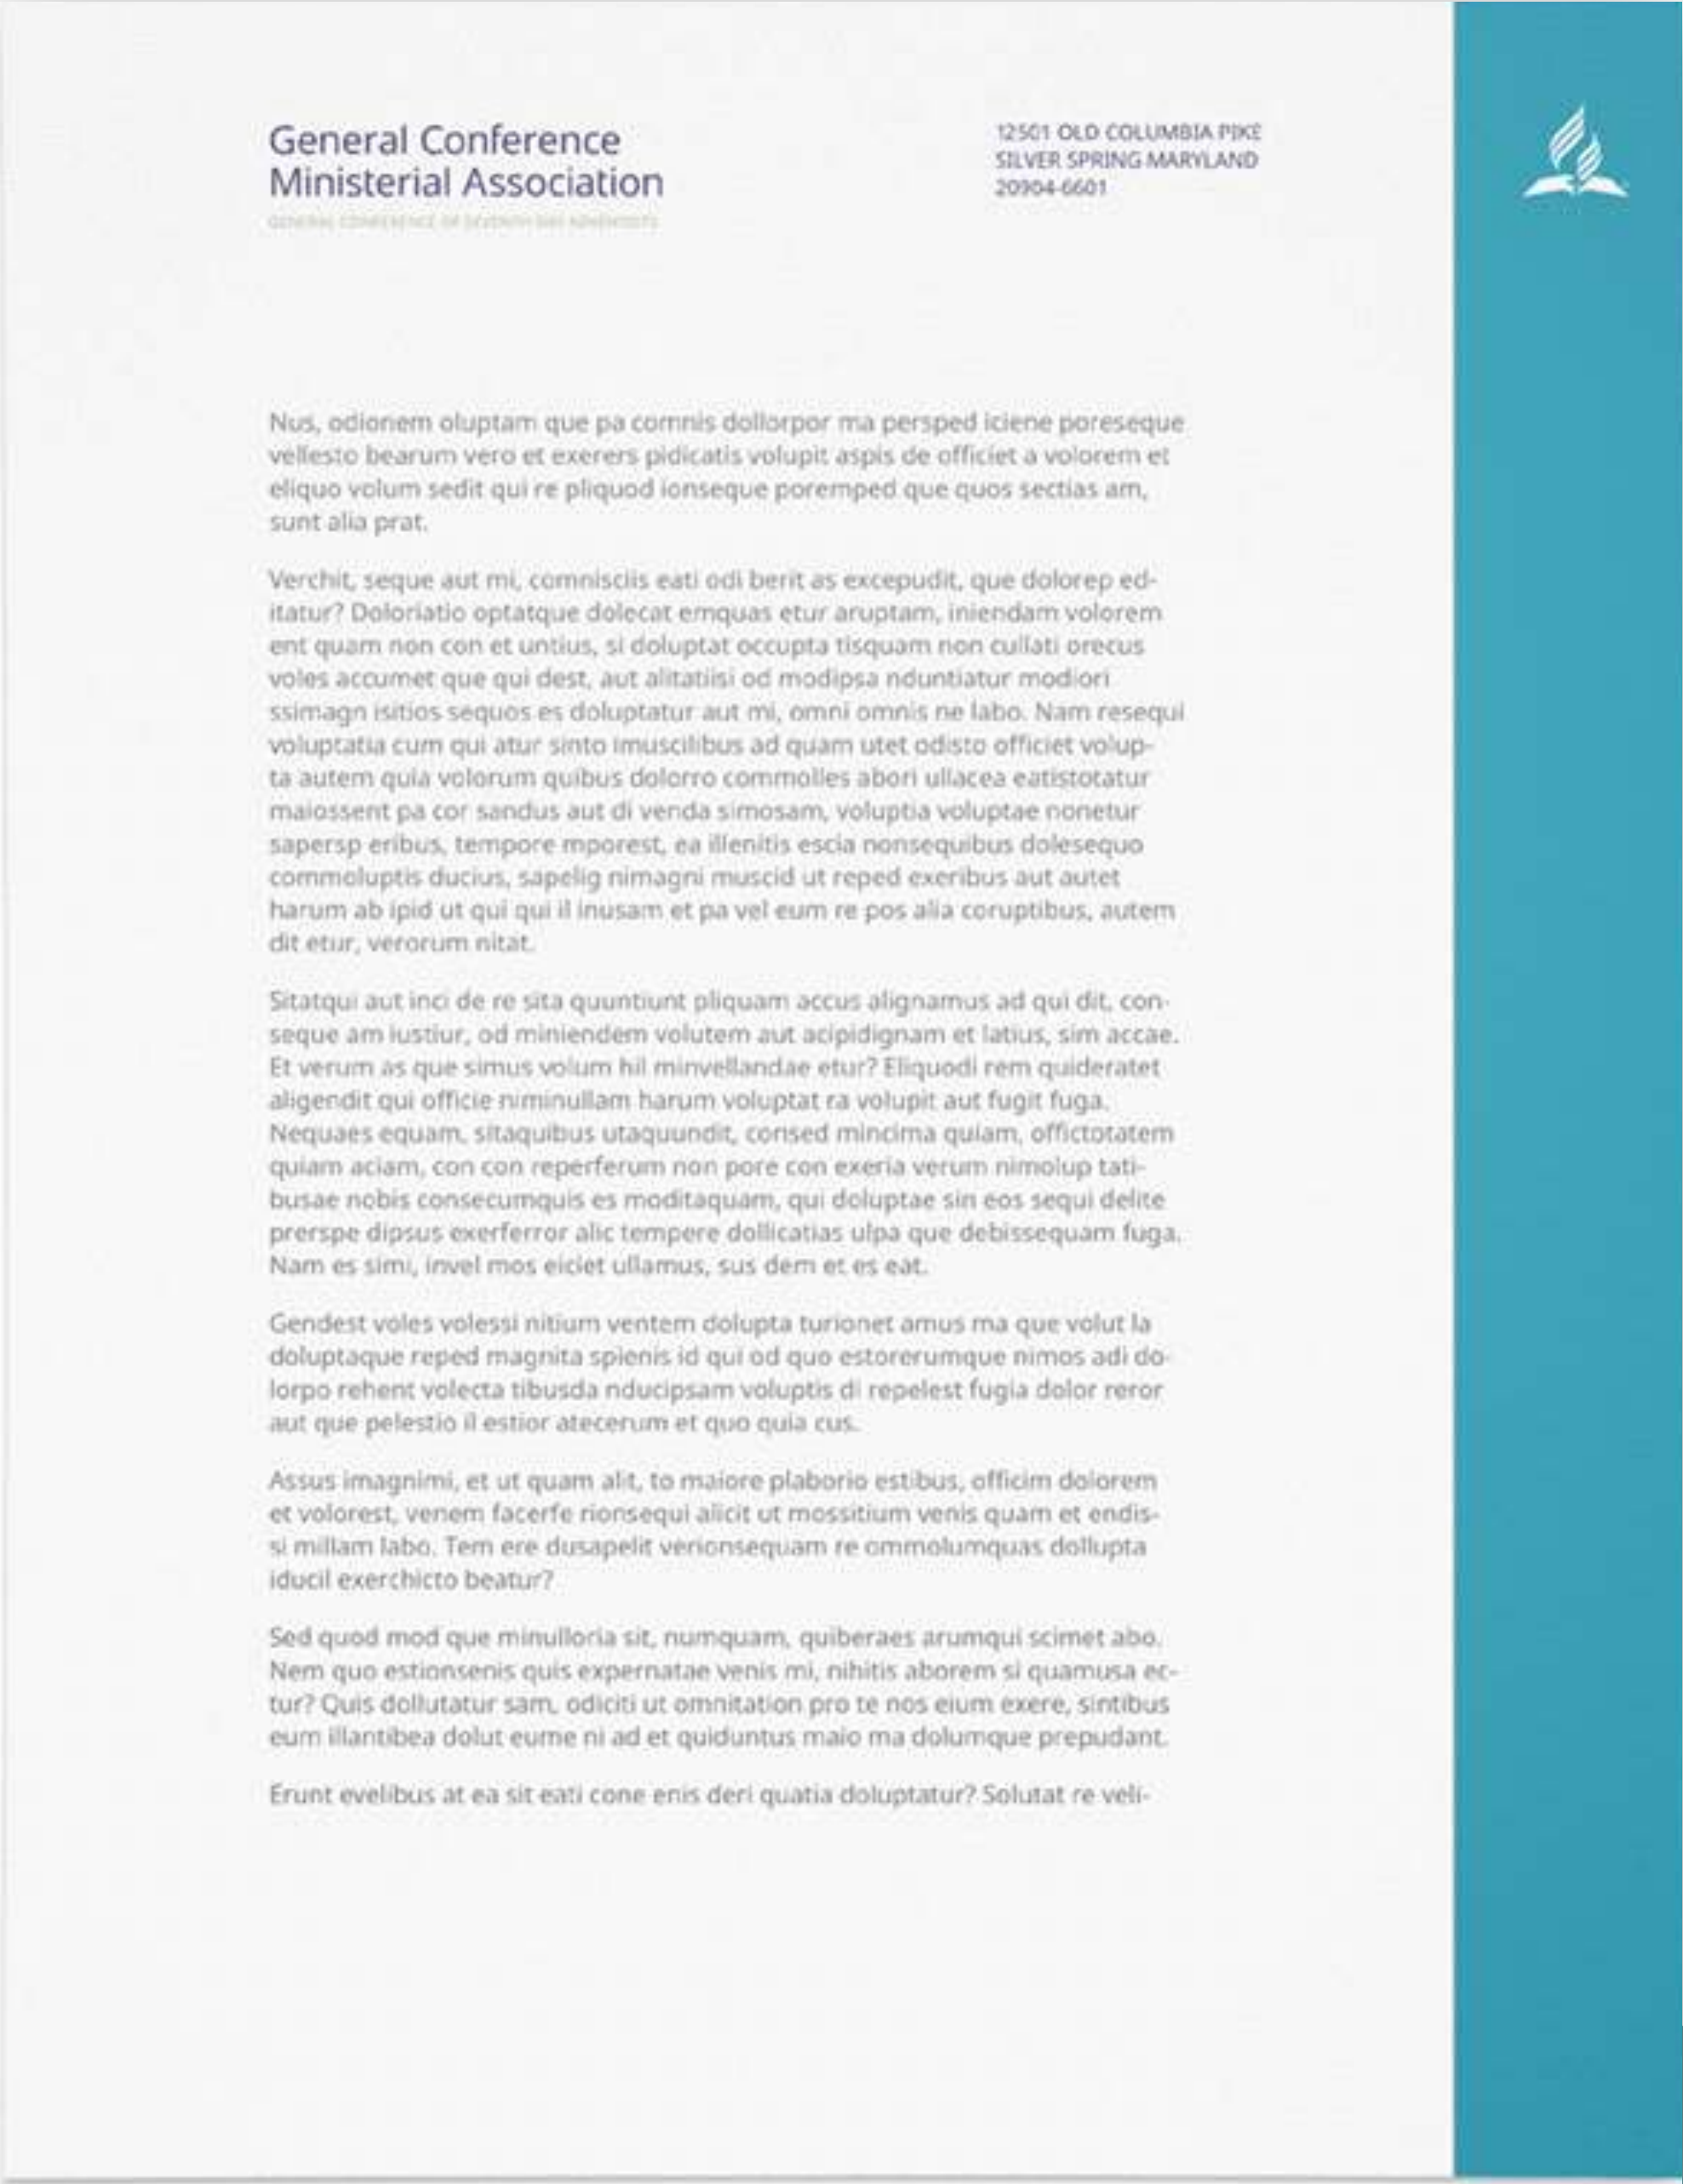 General Conference
Ministerial Association
GENERAL CONFERENCE OF SEVENTH-DAY ADVENTISTS
12501 OLD COLUMBIA PIKE
SILVER SPRING MARYLAND
20904-6601
Nus, odionem oluptam que pa comnis dollorpor ma persped iciene poreseque
vellesto bearum vero et exerers pidicatis volupit aspis de officiet a volorem et
eliquo volum sedit qui re pliquod ionseque poremped que quos sectias am,
sunt alia prat.
Verchit, seque aut mi, comnisciis eati odi berit as excepudit, que dolorep ed-
itatur? Doloriatio optatque dolecat emquas etur aruptam, iniendam volorem
ent quam non con et untius, si doluptat occupta tisquam non cullati orecus
voles accumet que qui dest, aut alitatiisi od modipsa nduntiatur modiori
ssimagn isitios sequos es doluptatur aut mi, omni omnis ne labo. Nam resequi
voluptatia cum qui atur sinto imuscilibus ad quam utet odisto officiet volup-
ta autem quia volorum quibus dolorro commolles abori ullacea eatistotatur
maiossent pa cor sandus aut di venda simosam, voluptia voluptae nonetur
sapersp eribus, tempore mporest, ea illenitis escia nonsequibus dolesequo
commoluptis ducius, sapelig nimagni muscid ut reped exeribus aut autet
harum ab ipid ut qui qui il inusam et pa vel eum re pos alia coruptibus, autem
dit etur, verorum nitat.
Sitatqui aut inci de re sita quuntiunt pliquam accus alignamus ad qui dit, con-
seque am iustiur, od miniendem volutem aut acipidignam et latius, sim accae.
Et verum as que simus volum hil minvellandae etur? Eliquodi rem quideratet
aligendit qui officie niminullam harum voluptat ra volupit aut fugit fuga.
Nequaes equam, sitaquibus utaquundit, consed mincima quiam, offictotatem
quiam aciam, con con reperferum non pore con exeria verum nimolup tati-
busae nobis consecumquis es moditaquam, qui doluptae sin eos sequi delite
prerspe dipsus exerferror alic tempere dollicatias ulpa que debissequam fuga.
Nam es simi, invel mos eiciet ullamus, sus dem et es eat.
Gendest voles volessi nitium ventem dolupta turionet amus ma que volut la
doluptaque reped magnita spienis id qui od quo estorerumque nimos adi do-
lorpo rehent volecta tibusda nducipsam voluptis di repelest fugia dolor reror
aut que pelestio il estior atecerum et quo quia cus.
Assus imagnimi, et ut quam alit, to maiore plaborio estibus, officim dolorem
et volorest, venem facerfe rionsequi alicit ut mossitium venis quam et endis-
si millam labo. Tem ere dusapelit verionsequam re ommolumquas dollupta
iducil exerchicto beatur?
Sed quod mod que minulloria sit, numquam, quiberaes arumqui scimet abo.
Nem quo estionsenis quis expernatae venis mi, nihitis aborem si quamusa ec-
tur? Quis dollutatur sam, odiciti ut omnitation pro te nos eium exere, sintibus
eum illantibea dolut eume ni ad et quiduntus maio ma dolumque prepudant.
Erunt evelibus at ea sit eati cone enis deri quatia doluptatur? Solutat re veli-